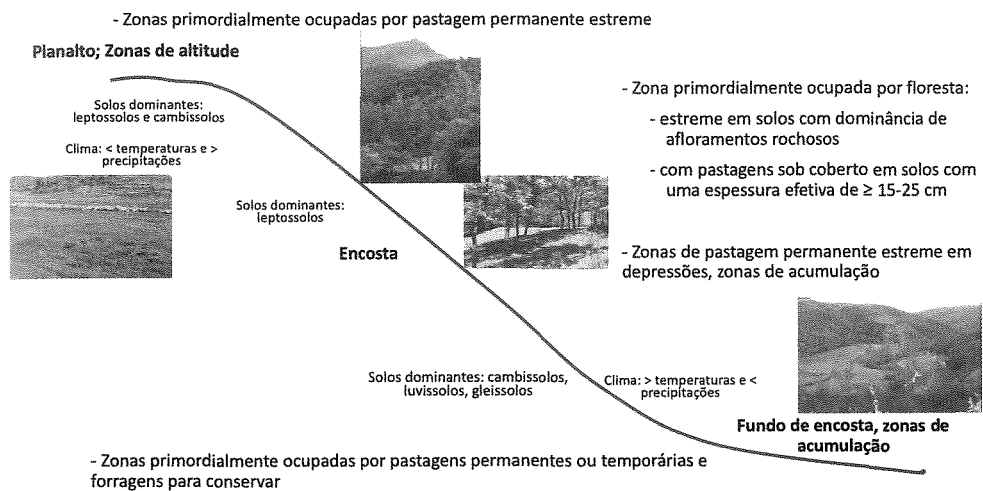 - Zonas primordialmente ocupadas por pastagem permanente estreme
Planalto; Zonas de altitude
Solos dominantes:
leptossolos e cambissolos
Clima: < temperaturas e >
precipitações
Solos dominantes:
leptossolos
Encosta
- Zona primordialmente ocupada por floresta:
- estreme em solos com dominância de
afloramentos rochosos
- com pastagens sob coberto em solos com
uma espessura efetiva de ≥ 15-25 cm
- Zonas de pastagem permanente estreme em
depressões, zonas de acumulação
Solos dominantes: cambissolos,
luvissolos, gleissolos
Clima: > temperaturas e <
precipitações
Fundo de encosta, zonas de
acumulação
- Zonas primordialmente ocupadas por pastagens permanentes ou temporárias e
forragens para conservar